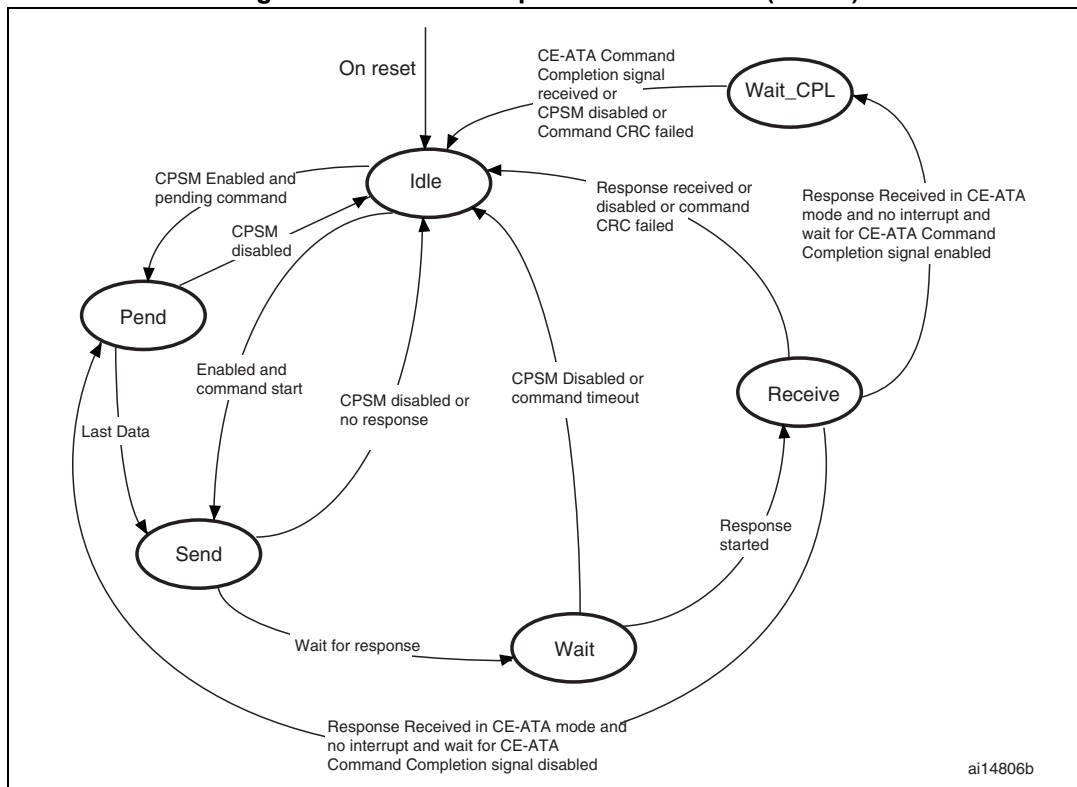 On reset
CE-ATA Command
Completion signal
received or
CPSM disabled or
Command CRC failed
Wait_CPL
Idle
CPSM Enabled and
pending command
CPSM
disabled
Response received or
disabled or command
CRC failed
Response Received in CE-ATA
mode and no interrupt and
wait for CE-ATA Command
Completion signal enabled
Pend
Enabled and
command start
CPSM disabled or
no response
CPSM Disabled or
command timeout
Receive
Last Data
Send
Response
started
Wait for response
Wait
Response Received in CE-ATA mode and
no interrupt and wait for CE-ATA
Command Completion signal disabled
ai14806b